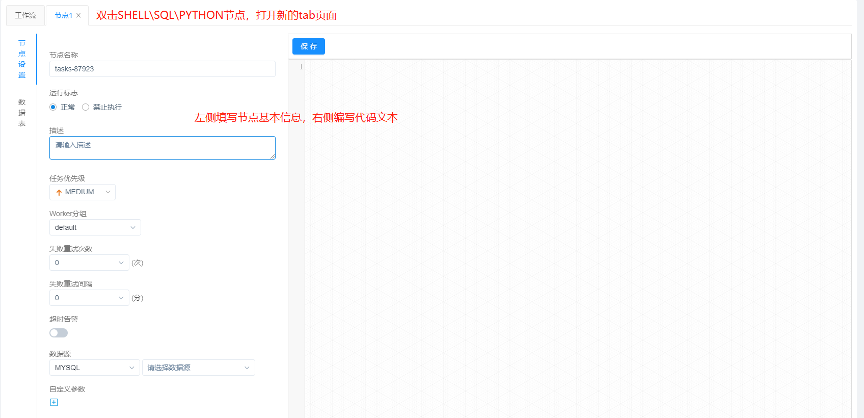 工作流
节点1 ×
双击SHELL\SQL\PYTHON节点，打开新的tab页面
节点设置
数据表
节点名称
tasks-87923
运行标志
正常
禁止执行
描述
请输入描述
任务优先级
MEDIUM
Worker分组
default
失败重试次数
0
(次)
失败重试间隔
0
(分)
超时告警
数据源
MYSQL
请选择数据源
自定义参数
保存
1
左侧填写节点基本信息，右侧编写代码文本